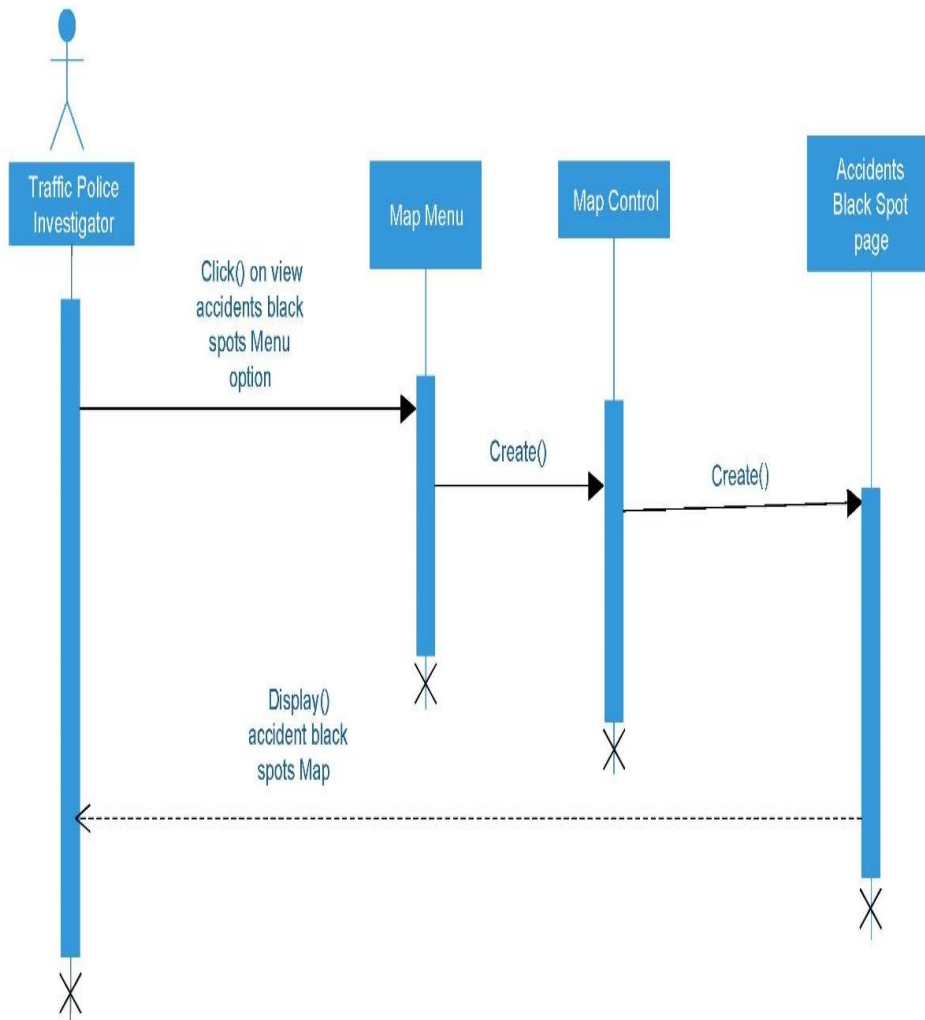 Traffic Police
Investigator
Map Menu
Map Control
Accidents
Black Spot
page
Click() on view
accidents black
spots Menu
option
Create()
Create()
Display()
accident black
spots Map